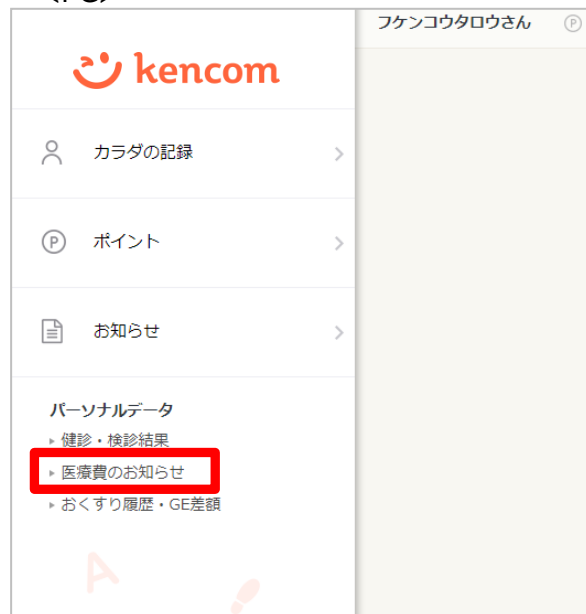 フケンコウタロウさん Ⓟ
kencom
カラダの記録
Ⓟ ポイント
お知らせ
パーソナルデータ
健診・検診結果
医療費のお知らせ
おくすり履歴・GE差額
A